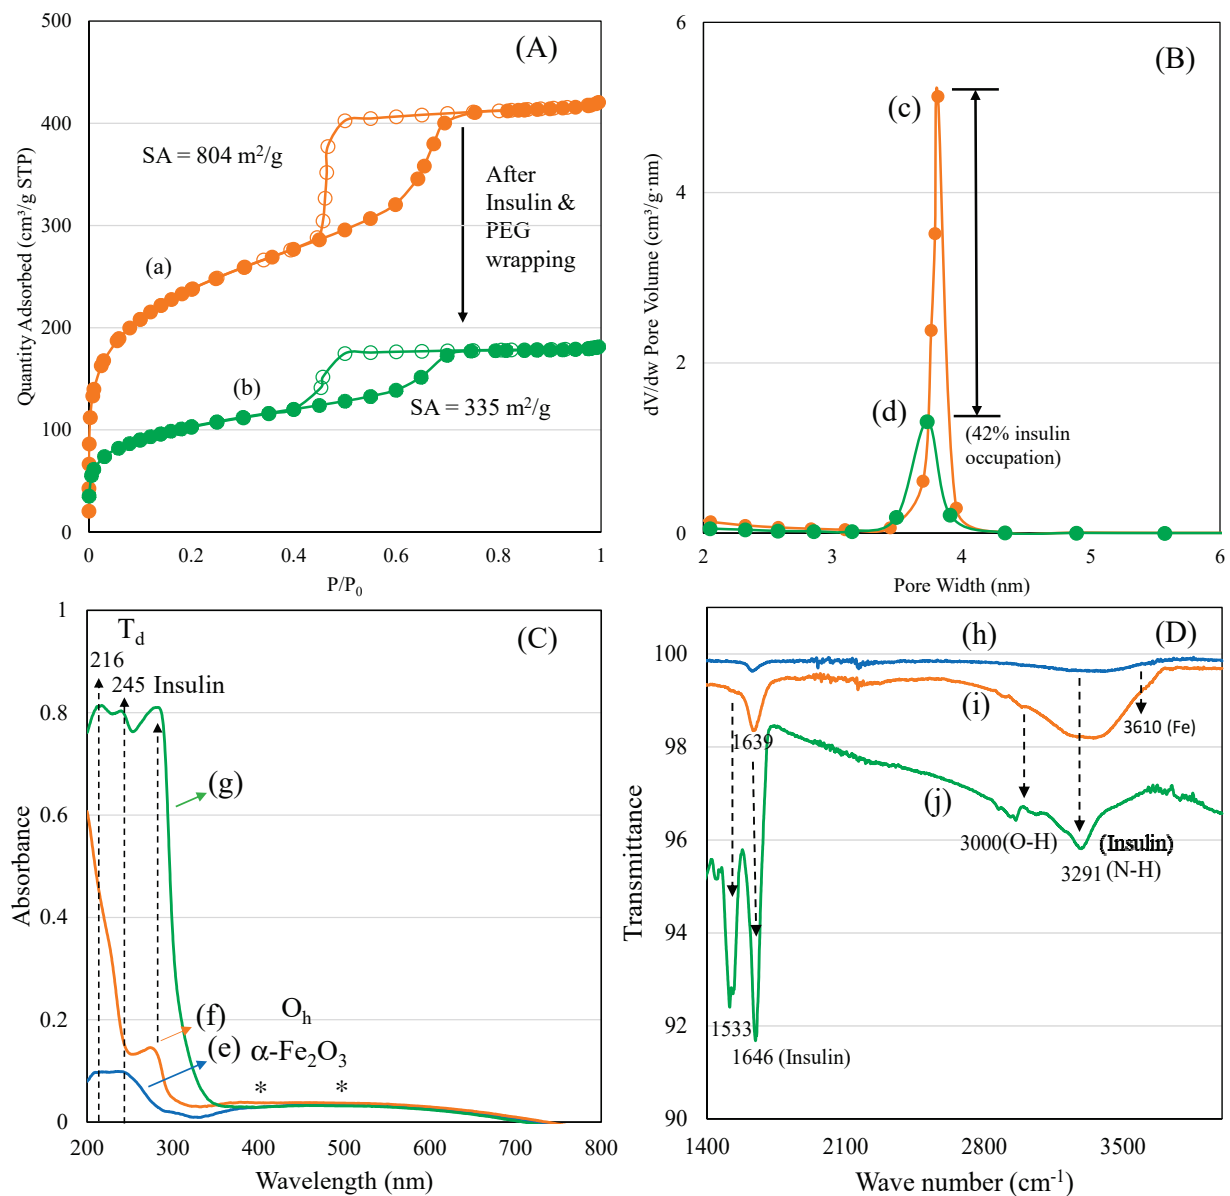 (A)
500
400
300
200
100
0
Quantity Adsorbed (cm³/g STP)
SA = 804 m²/g
After
Insulin &
PEG
wrapping
(a)
(b)
SA = 335 m²/g
0
0.2
0.4
0.6
0.8
1
P/P₀
(B)
6
4
2
0
dV/dw Pore Volume (cm³/g·nm)
(c)
(d)
(42% insulin
occupation)
2
3
4
5
6
Pore Width (nm)
(C)
1
0.8
0.6
0.4
0.2
0
Absorbance
T_d
216
245
Insulin
(g)
(f)
O_h
(e)
α-Fe₂O₃
* *
200
300
400
500
600
700
800
Wavelength (nm)
(D)
100
98
96
94
92
90
Transmittance
(h)
(i)
3610 (Fe)
1639
(j)
3000(O-H)
(Insulin)
3291 (N-H)
1533
1646 (Insulin)
1400
2100
2800
3500
Wave number (cm⁻¹)